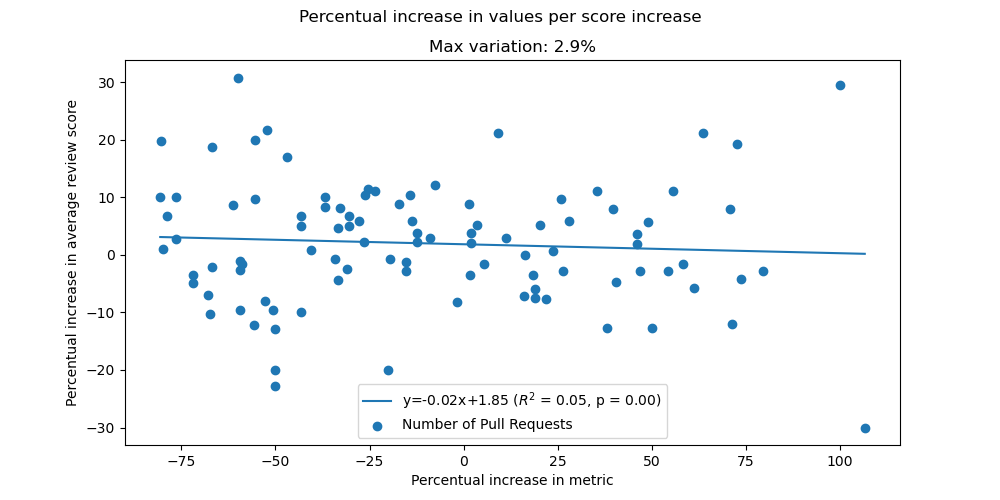 Percentual increase in values per score increase
Max variation: 2.9%
Percentual increase in average review score
30
20
10
0
−10
−20
−30
y=-0.02x+1.85 (R² = 0.05, p = 0.00)
Number of Pull Requests
−75
−50
−25
0
25
50
75
100
Percentual increase in metric